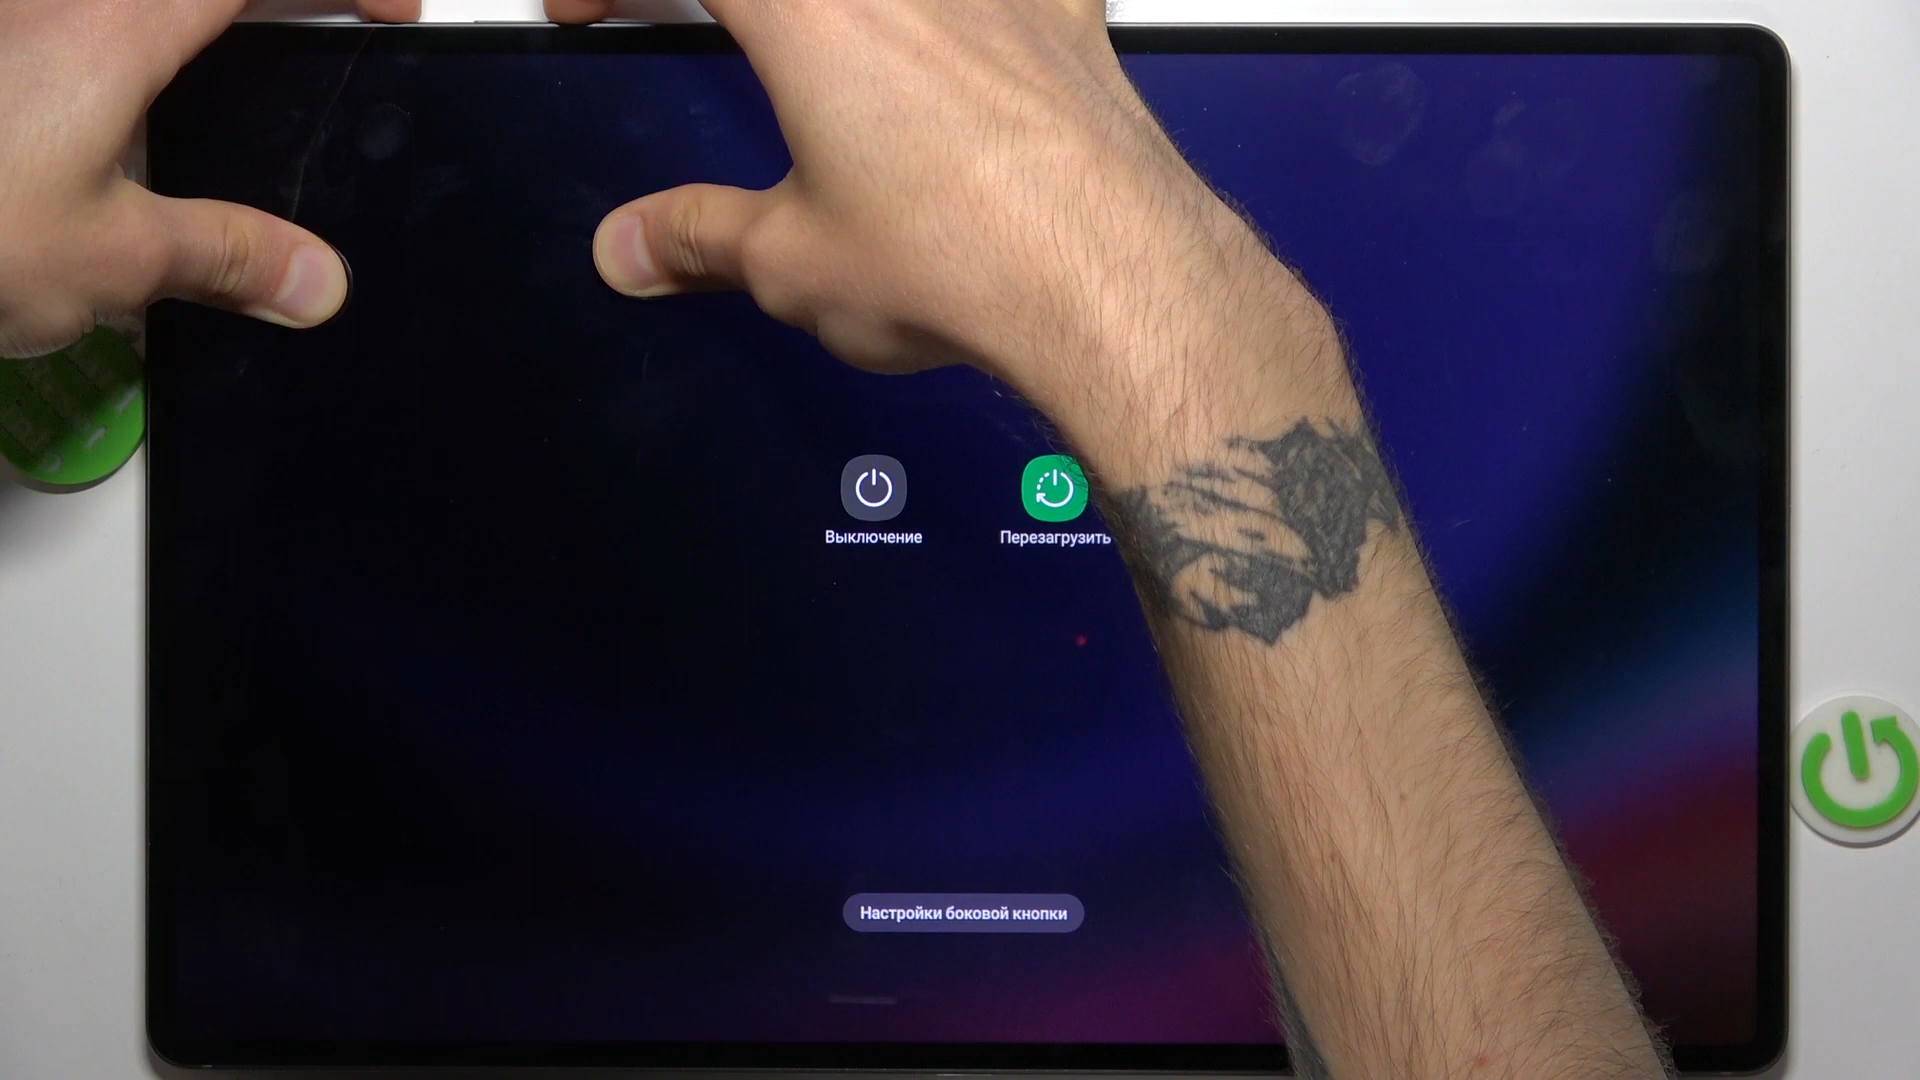 Выключение
Перезагрузить
Настройки боковой кнопки